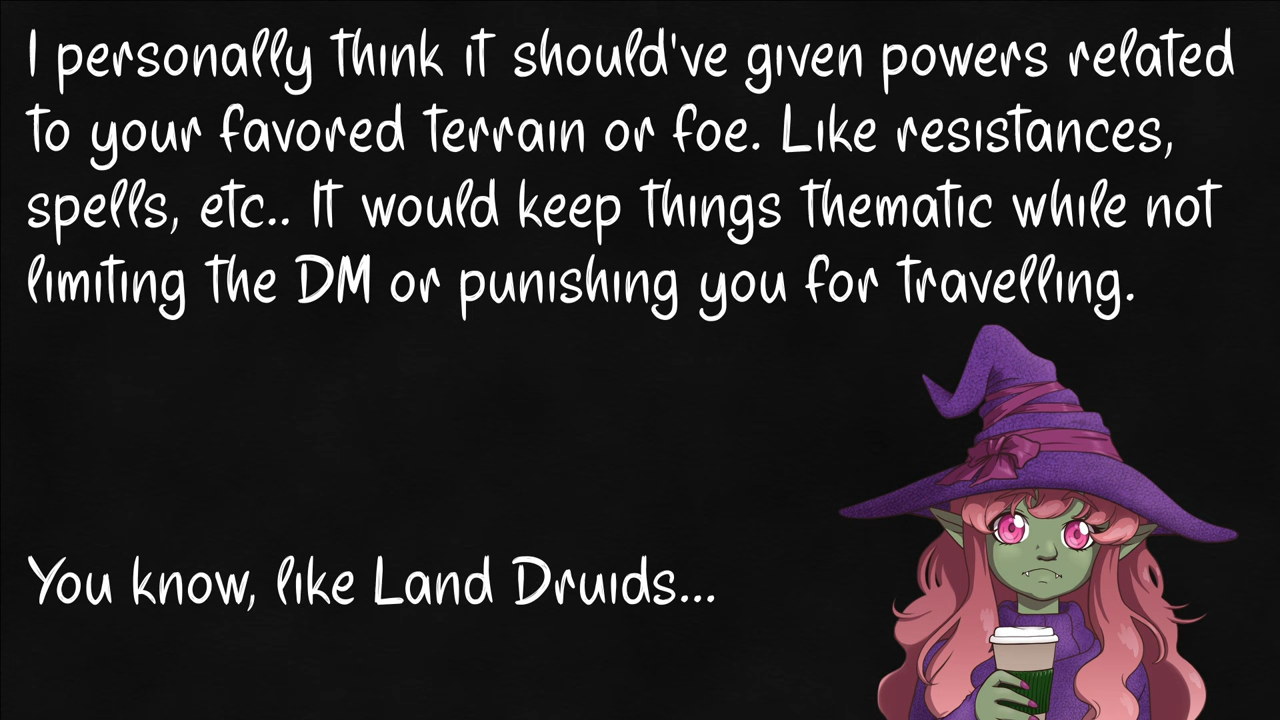 I personally think it should've given powers related
to your favored terrain or foe. Like resistances,
spells, etc.. It would keep things thematic while not
limiting the DM or punishing you for travelling.
You know, like Land Druids...